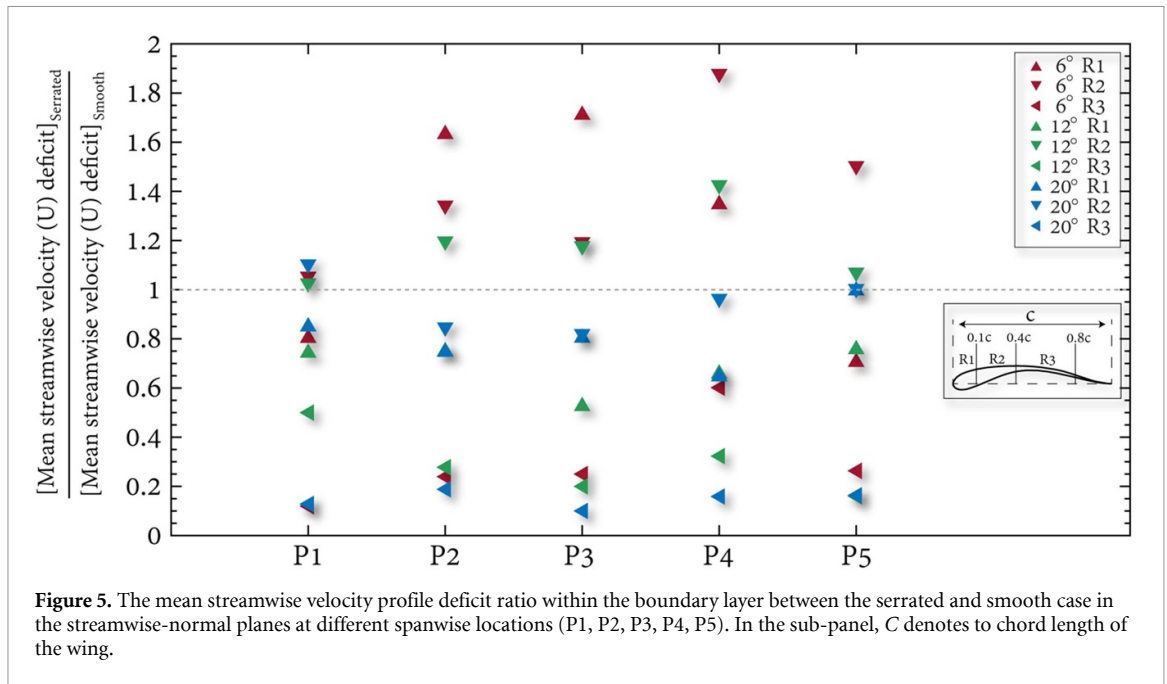 [Mean streamwise velocity (U) deficit]Serrated
[Mean streamwise velocity (U) deficit]Smooth
2
1.8
1.6
1.4
1.2
1
0.8
0.6
0.4
0.2
0
P1 P2 P3 P4 P5
6° R1
6° R2
6° R3
12° R1
12° R2
12° R3
20° R1
20° R2
20° R3
C
0.1c 0.4c 0.8c
R1 R2 R3
Figure 5. The mean streamwise velocity profile deficit ratio within the boundary layer between the serrated and smooth case in
the streamwise-normal planes at different spanwise locations (P1, P2, P3, P4, P5). In the sub-panel, C denotes to chord length of
the wing.